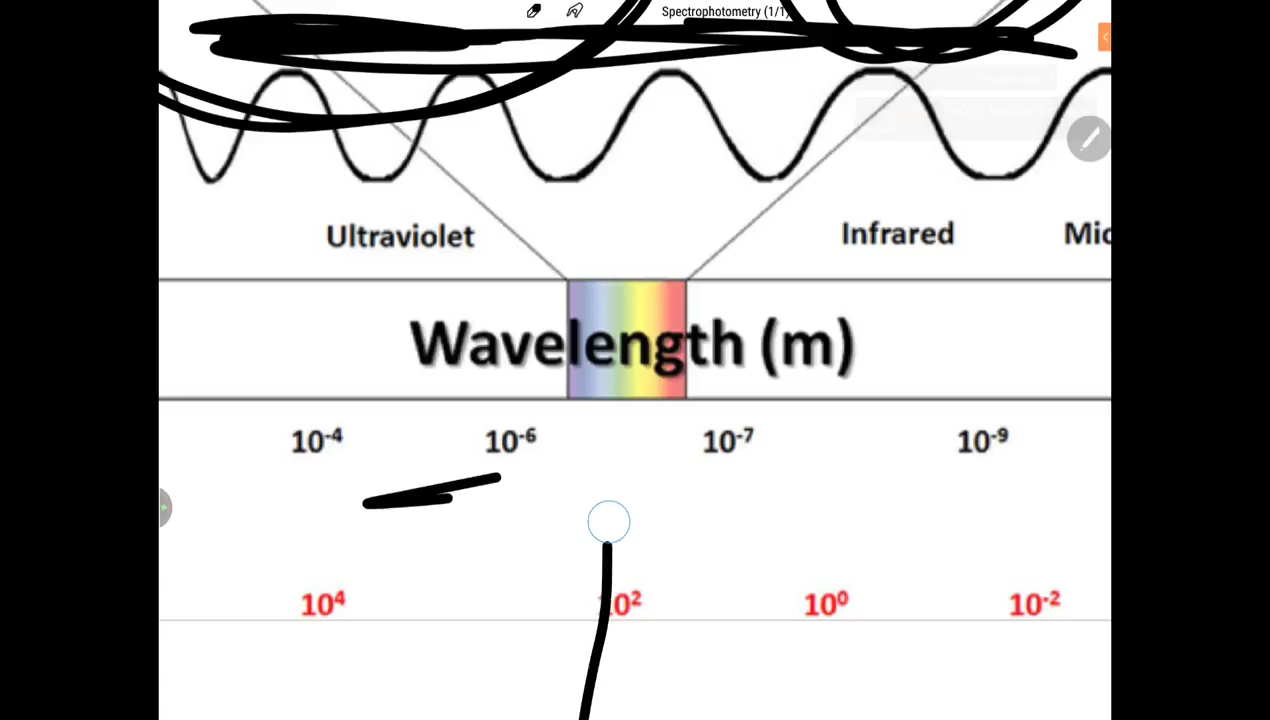 Spectrophotometry (1/1)
Ultraviolet Infrared Mic
Wavelength (m)
10⁻⁴ 10⁻⁶ 10⁻⁷ 10⁻⁹
10⁴ 10² 10⁰ 10⁻²